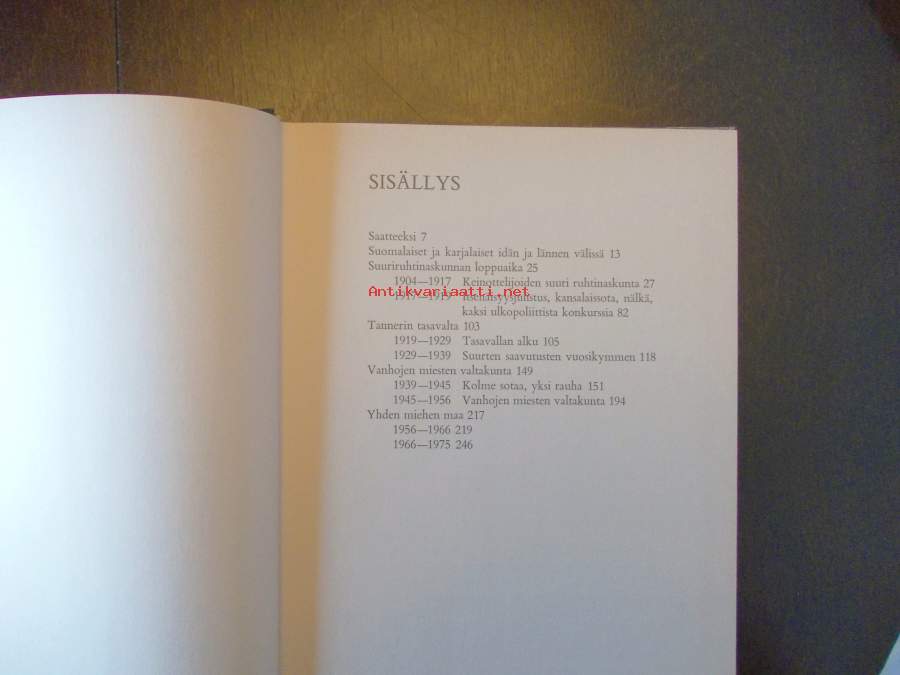 SISÄLLYS
Saatteeksi 7
Suomalaiset ja karjalaiset idän ja lännen välissä 13
Suuriruhtinaskunnan loppuaika 25
1904—1917 Keinottelijoiden suuri ruhtinaskunta 27
Antikvariaatti.net
1917—1919 Itsenäisyysjulistus, kansalaissota, nälkä,
kaksi ulkopoliittista konkurssia 82
Tannerin tasavalta 103
1919—1929 Tasavallan alku 105
1929—1939 Suurten saavutusten vuosikymmen 118
Vanhojen miesten valtakunta 149
1939—1945 Kolme sotaa, yksi rauha 151
1945—1956 Vanhojen miesten valtakunta 194
Yhden miehen maa 217
1956—1966 219
1966—1975 246